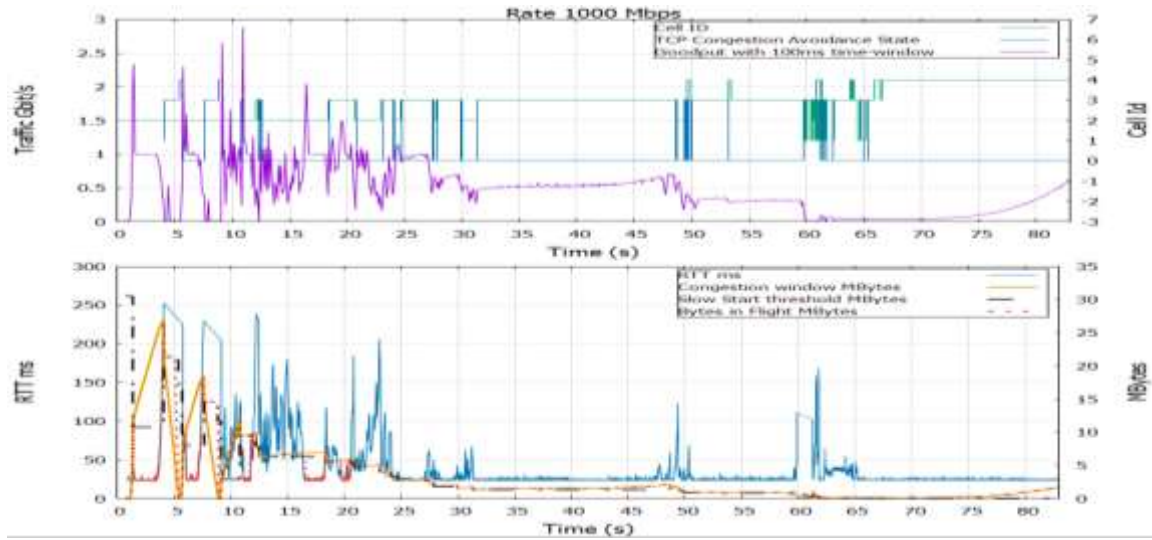 Rate 1000 Mbps
Cell ID
TCP Congestion Avoidance State
Goodput with 100ms time-window
Traffic Gbit/s
Cell Id
3
2.5
2
1.5
1
0.5
0
7
6
5
4
3
2
1
0
-1
-2
-3
0 5 10 15 20 25 30 35 40 45 50 55 60 65 70 75 80
Time (s)
RTT ms
Congestion window MBytes
Slow Start threshold MBytes
Bytes in Flight MBytes
RTT ms
MBytes
300
250
200
150
100
50
0
35
30
25
20
15
10
5
0
0 5 10 15 20 25 30 35 40 45 50 55 60 65 70 75 80
Time (s)